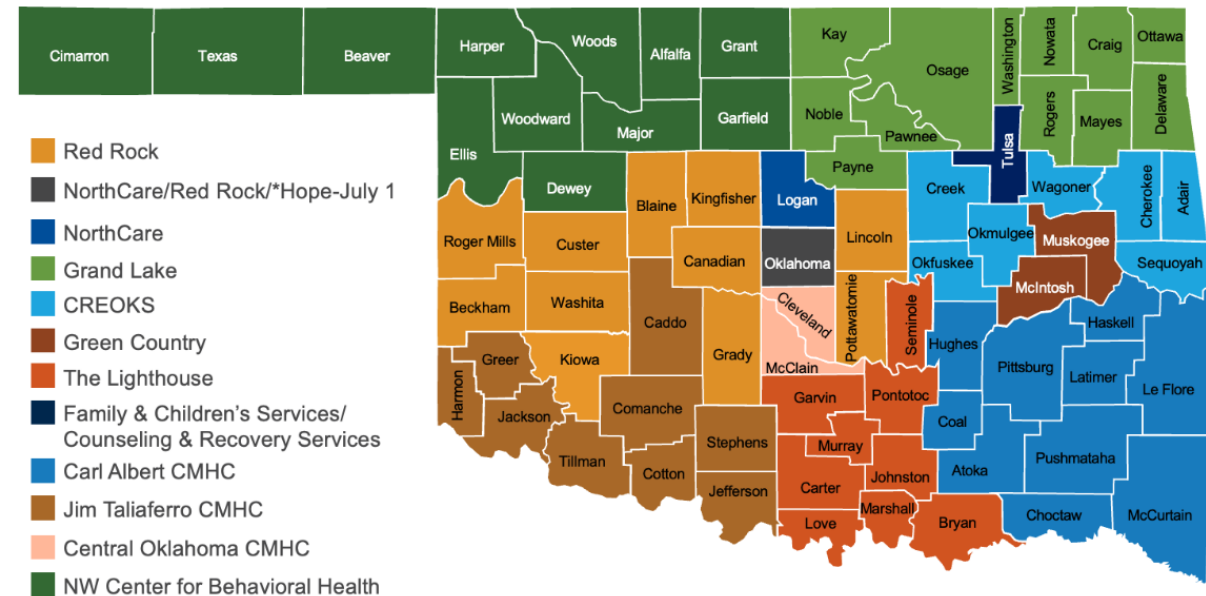 Cimarron
Texas
Beaver
Harper
Woods
Alfalfa
Grant
Kay
Osage
Washington
Nowata
Craig
Ottawa
Ellis
Woodward
Major
Garfield
Noble
Pawnee
Rogers
Mayes
Delaware
Dewey
Blaine
Kingfisher
Logan
Payne
Creek
Tulsa
Wagoner
Cherokee
Adair
Roger Mills
Custer
Canadian
Oklahoma
Lincoln
Okmulgee
Muskogee
Okfuskee
McIntosh
Sequoyah
Beckham
Washita
Caddo
Grady
Cleveland
McClain
Pottawatomie
Seminole
Hughes
Pittsburg
Haskell
Latimer
Le Flore
Harmon
Greer
Kiowa
Jackson
Comanche
Tillman
Cotton
Stephens
Jefferson
Garvin
Pontotoc
Murray
Coal
Atoka
Pushmataha
Carter
Johnston
Love
Marshall
Bryan
Choctaw
McCurtain
Red Rock
NorthCare/Red Rock/*Hope-July 1
NorthCare
Grand Lake
CREOKS
Green Country
The Lighthouse
Family & Children's Services/
Counseling & Recovery Services
Carl Albert CMHC
Jim Taliaferro CMHC
Central Oklahoma CMHC
NW Center for Behavioral Health